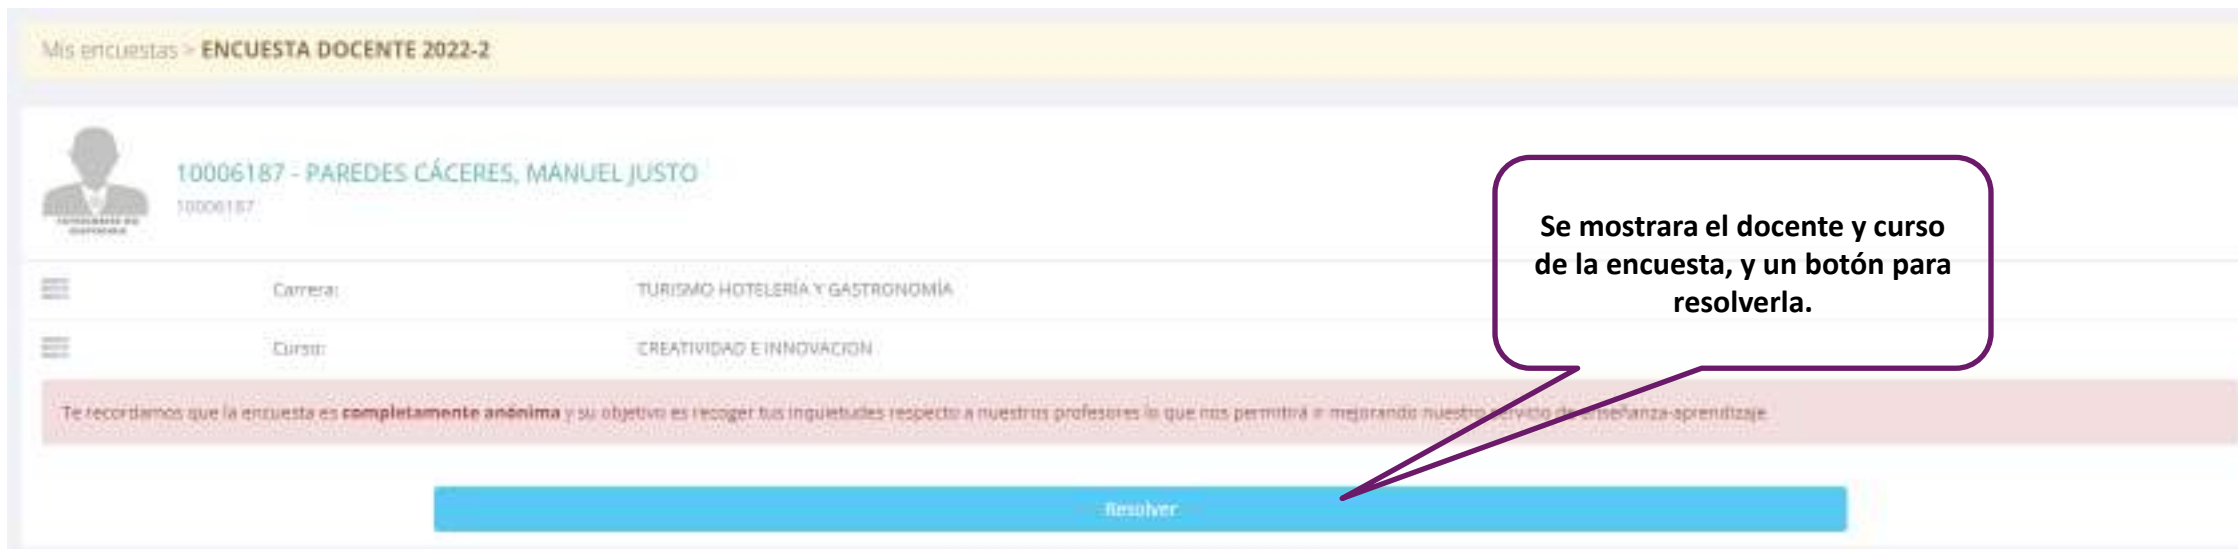 Mis encuestas > ENCUESTA DOCENTE 2022-2
10006187 - PAREDES CÁCERES, MANUEL JUSTO
10006187
Se mostrara el docente y curso
de la encuesta, y un botón para
resolverla.
Carrera: TURISMO HOTELERÍA Y GASTRONOMÍA
Curso: CREATIVIDAD E INNOVACION
Te recordamos que la encuesta es completamente anónima y su objetivo es recoger tus inquietudes respecto a nuestros profesores lo que nos permitirá ir mejorando nuestro servicio de enseñanza-aprendizaje
Resolver